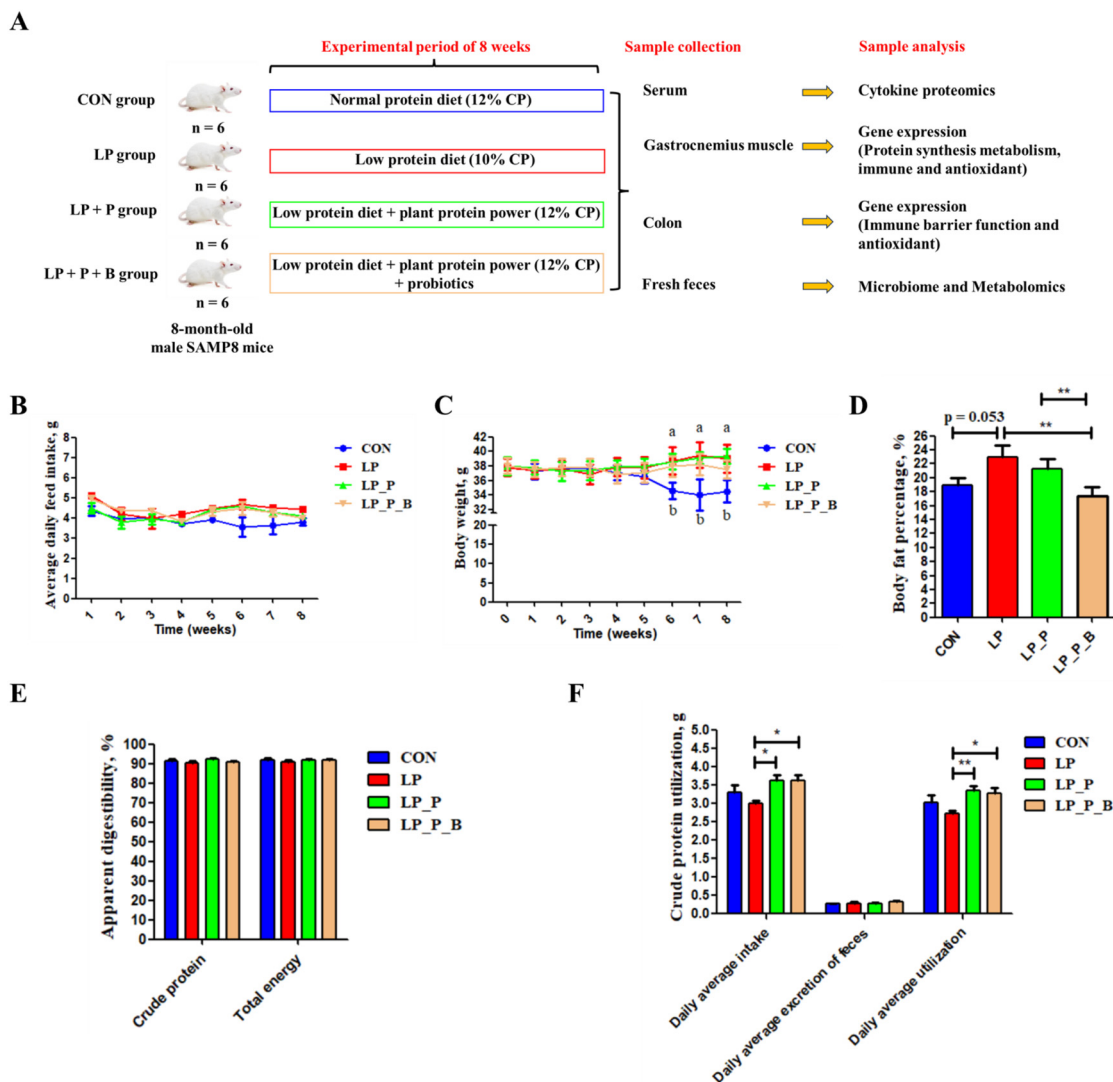 A
Experimental period of 8 weeks
Sample collection
Sample analysis
CON group
n = 6
Normal protein diet (12% CP)
Serum
Cytokine proteomics
LP group
n = 6
Low protein diet (10% CP)
Gastrocnemius muscle
Gene expression
(Protein synthesis metabolism,
immune and antioxidant)
LP + P group
n = 6
Low protein diet + plant protein power (12% CP)
Colon
Gene expression
(Immune barrier function and
antioxidant)
LP + P + B group
n = 6
Low protein diet + plant protein power (12% CP)
+ probiotics
Fresh feces
Microbiome and Metabolomics
8-month-old
male SAMP8 mice
B
Average daily feed intake, g
8
7
6
5
4
3
2
1
0
1 2 3 4 5 6 7 8
Time (weeks)
CON
LP
LP_P
LP_P_B
C
Body weight, g
42
40
38
36
34
32
20
15
10
5
0
a a a
b b b
0 1 2 3 4 5 6 7 8
Time (weeks)
CON
LP
LP_P
LP_P_B
D
Body fat percentage, %
26
24
22
20
18
16
14
12
10
8
6
4
2
0
p = 0.053
**
**
CON
LP
LP_P
LP_P_B
E
Apparent digestibility, %
100
90
80
70
60
50
40
30
20
10
0
Crude protein
Total energy
CON
LP
LP_P
LP_P_B
F
Crude protein utilization, g
5.0
4.5
4.0
3.5
3.0
2.5
2.0
1.5
1.0
0.5
0.0
*
*
*
**
Daily average intake
Daily average excretion of feces
Daily average utilization
CON
LP
LP_P
LP_P_B